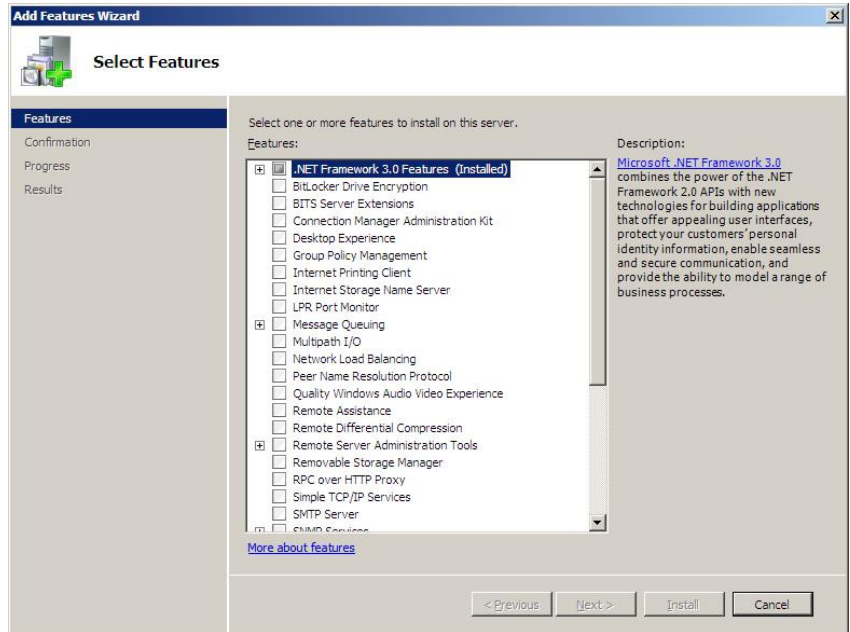 Add Features Wizard
Select Features
Features
Confirmation
Progress
Results
Select one or more features to install on this server.
Features:
.NET Framework 3.0 Features (Installed)
BitLocker Drive Encryption
BITS Server Extensions
Connection Manager Administration Kit
Desktop Experience
Group Policy Management
Internet Printing Client
Internet Storage Name Server
LPR Port Monitor
Message Queuing
Multipath I/O
Network Load Balancing
Peer Name Resolution Protocol
Quality Windows Audio Video Experience
Remote Assistance
Remote Differential Compression
Remote Server Administration Tools
Removable Storage Manager
RPC over HTTP Proxy
Simple TCP/IP Services
SMTP Server
SNMP Services
More about features
Description:
Microsoft .NET Framework 3.0
combines the power of the .NET
Framework 2.0 APIs with new
technologies for building applications
that offer appealing user interfaces,
protect your customers' personal
identity information, enable seamless
and secure communication, and
provide the ability to model a range of
business processes.
< Previous
Next >
Install
Cancel